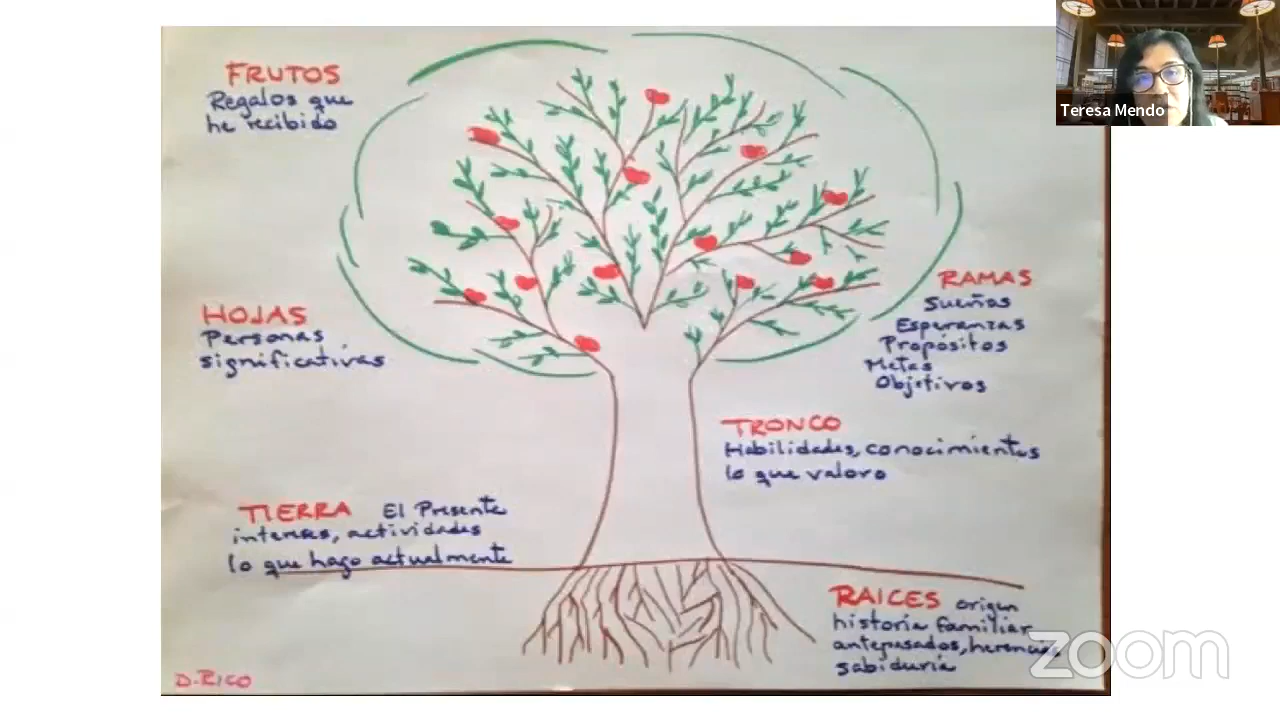 FRUTOS
Regalos que
he recibido
Teresa Mendo
HOJAS
Personas
significativas
RAMAS
Sueños
Esperanzas
Propósitos
Metas
Objetivos
TRONCO
Habilidades, conocimientos
lo que valoro
TIERRA El Presente
intereses, actividades
lo que hago actualmente
RAICES origen
historia familiar
antepasados, herencia
sabiduría
zoom
D. RICO